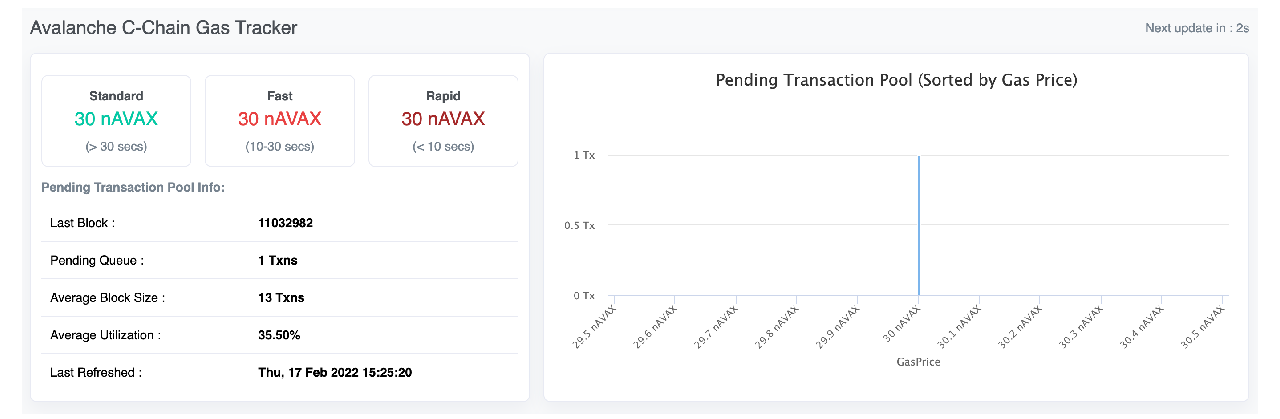 Avalanche C-Chain Gas Tracker
Next update in : 2s
Standard
30 nAVAX
(> 30 secs)
Fast
30 nAVAX
(10-30 secs)
Rapid
30 nAVAX
(< 10 secs)
Pending Transaction Pool Info:
Last Block : 11032982
Pending Queue : 1 Txns
Average Block Size : 13 Txns
Average Utilization : 35.50%
Last Refreshed : Thu, 17 Feb 2022 15:25:20
Pending Transaction Pool (Sorted by Gas Price)
1 Tx
0.5 Tx
0 Tx
29.5 nAVAX
29.6 nAVAX
29.7 nAVAX
29.8 nAVAX
29.9 nAVAX
30 nAVAX
30.1 nAVAX
30.2 nAVAX
30.3 nAVAX
30.4 nAVAX
30.5 nAVAX
GasPrice